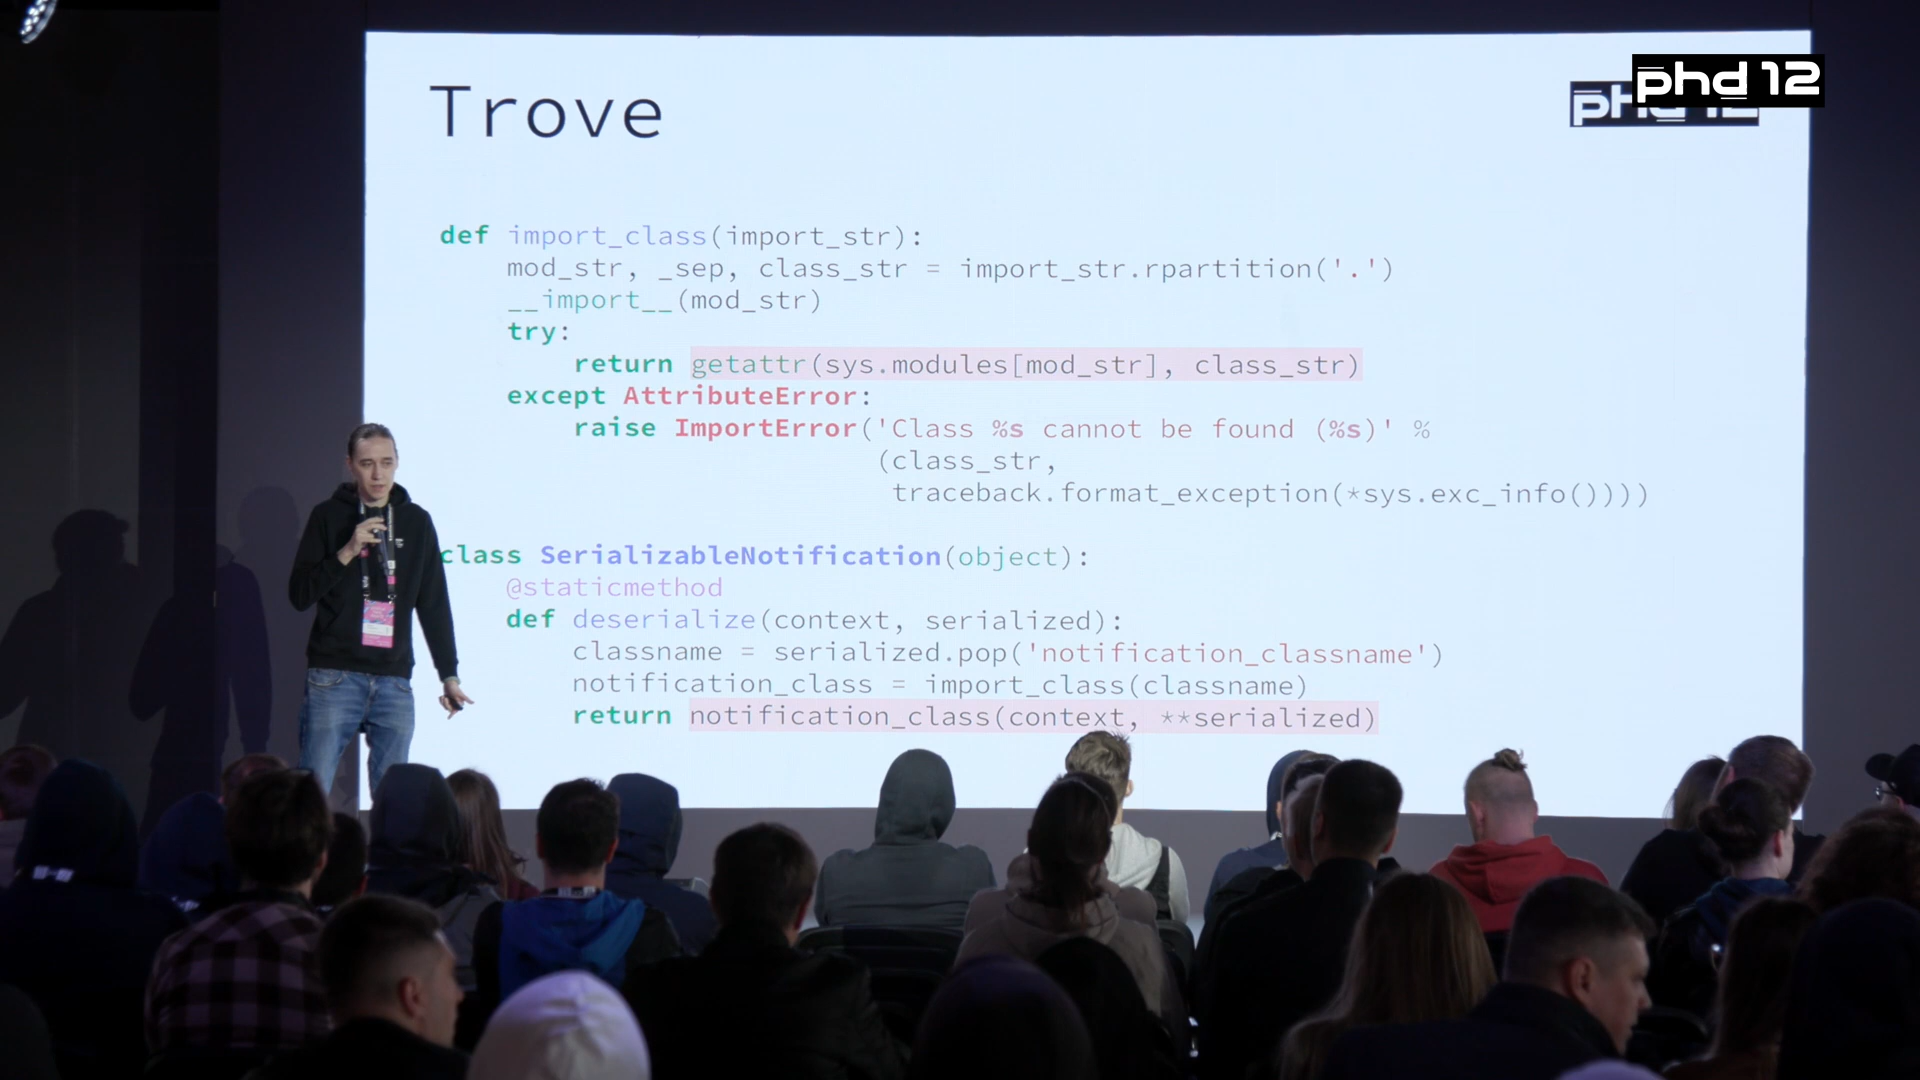 phd 12
Trove
def import_class(import_str):
mod_str, _sep, class_str = import_str.rpartition('.')
__import__(mod_str)
try:
return getattr(sys.modules[mod_str], class_str)
except AttributeError:
raise ImportError('Class %s cannot be found (%s)' %
(class_str,
traceback.format_exception(*sys.exc_info())))
class SerializableNotification(object):
@staticmethod
def deserialize(context, serialized):
classname = serialized.pop('notification_classname')
notification_class = import_class(classname)
return notification_class(context, **serialized)